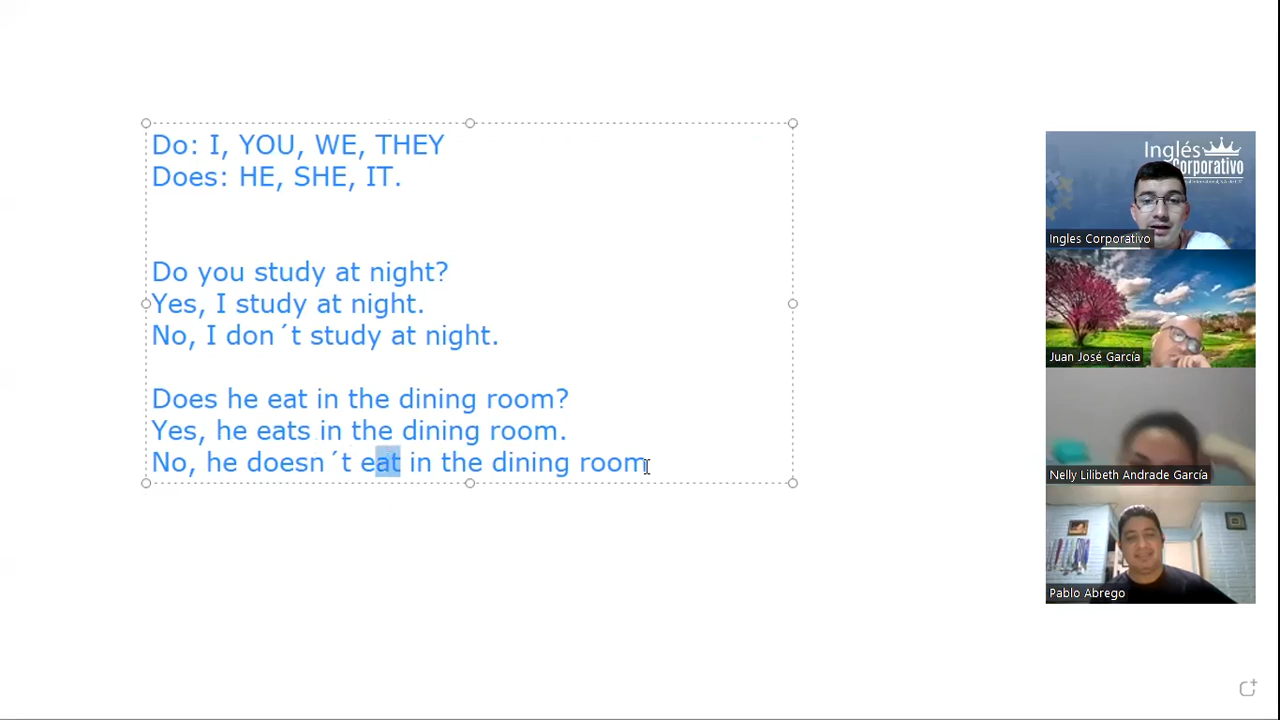 Do: I, YOU, WE, THEY
Does: HE, SHE, IT.
Do you study at night?
Yes, I study at night.
No, I don´t study at night.
Does he eat in the dining room?
Yes, he eats in the dining room.
No, he doesn´t eat in the dining room
Inglés
Corporativo
Ingles Corporativo
Juan José García
Nelly Lilibeth Andrade García
Pablo Abrego